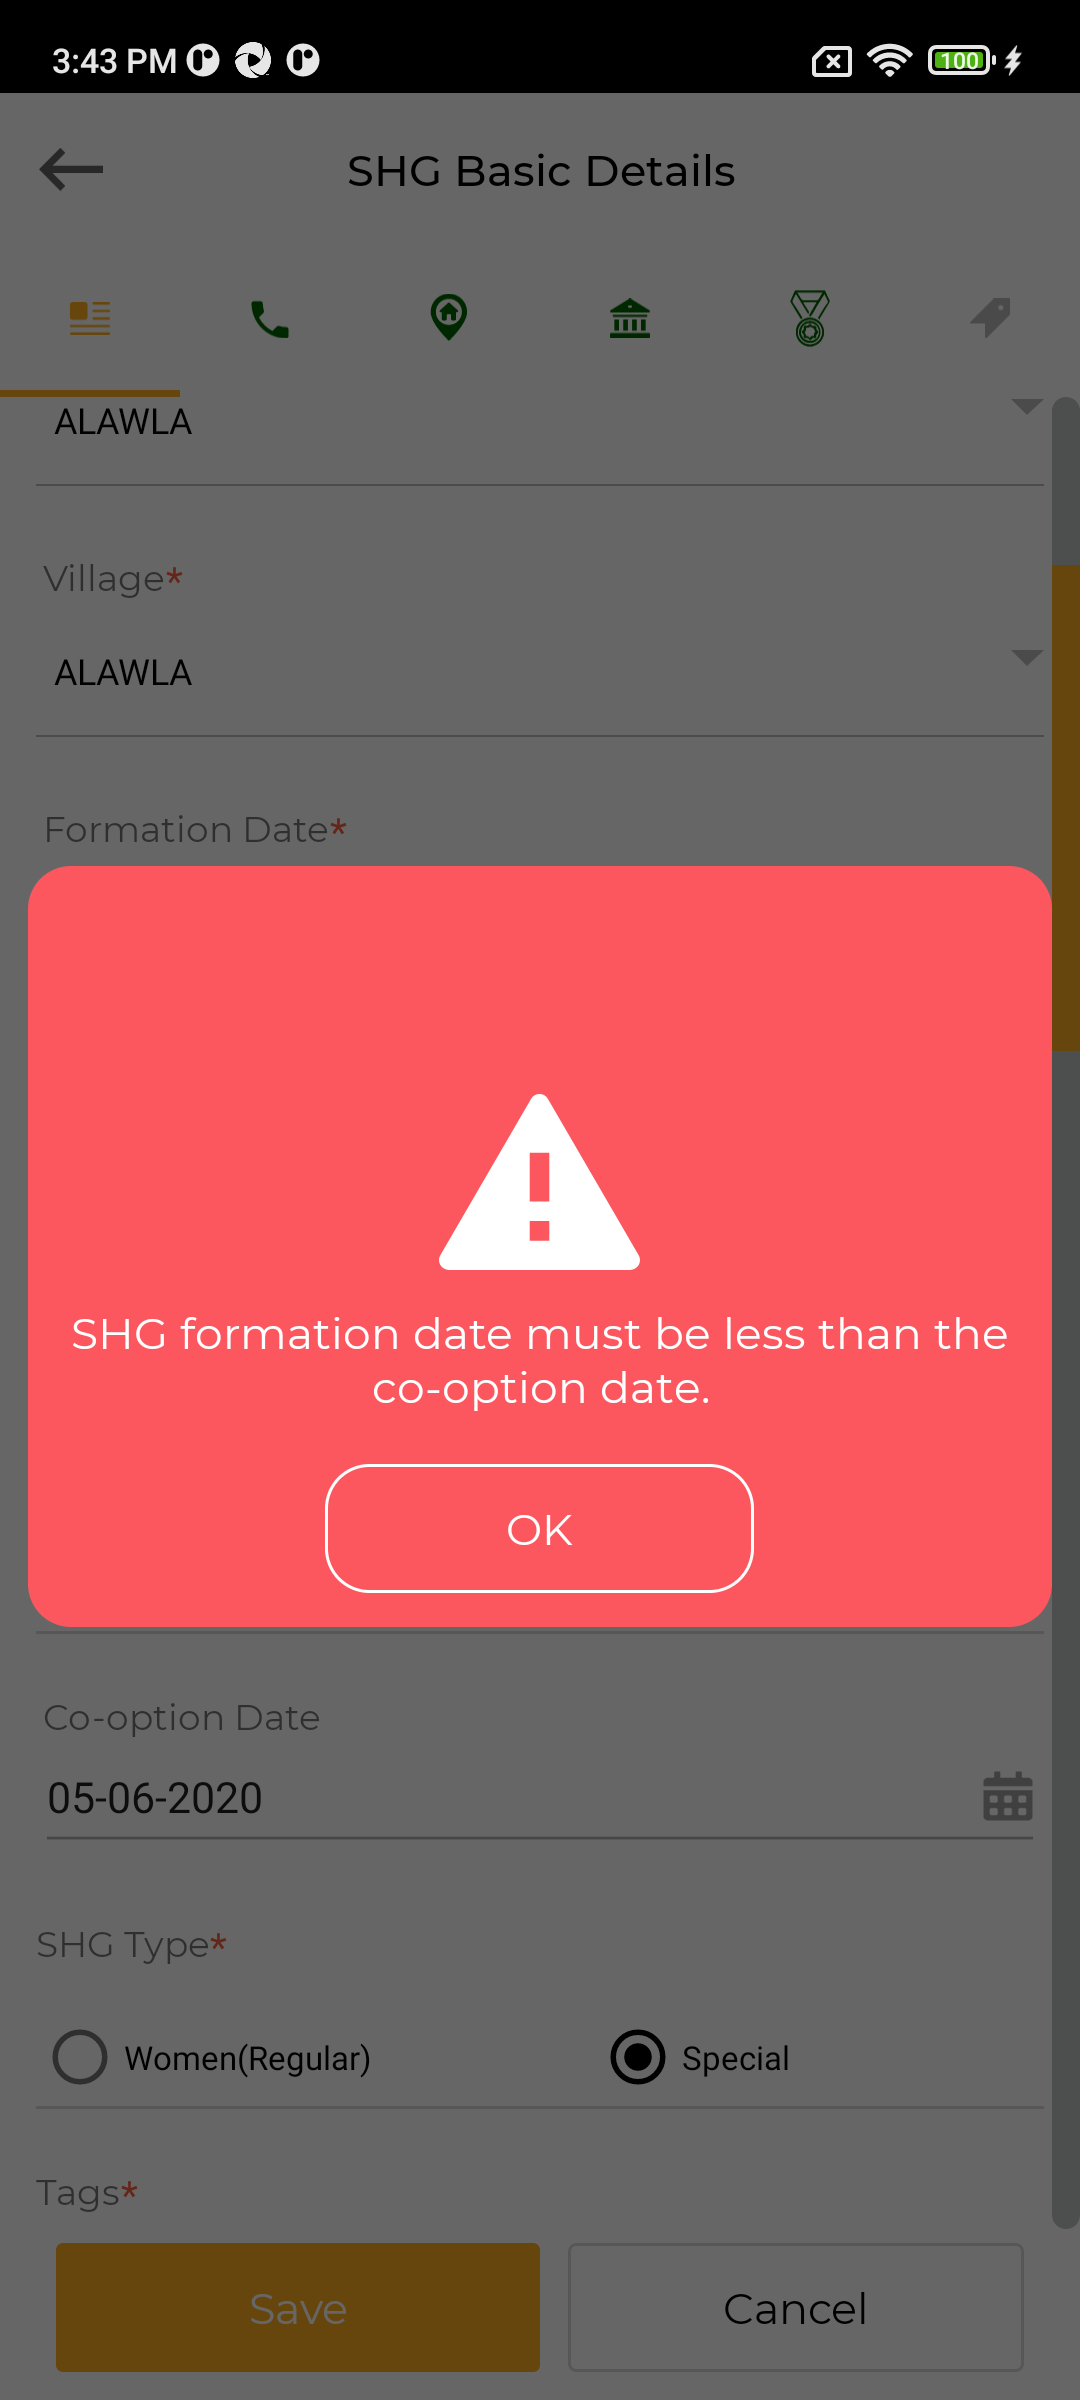 3:43 PM
100
SHG Basic Details
ALAWLA
Village*
ALAWLA
Formation Date*
SHG formation date must be less than the
co-option date.
OK
Co-option Date
05-06-2020
SHG Type*
Women(Regular)
Special
Tags*
Save
Cancel